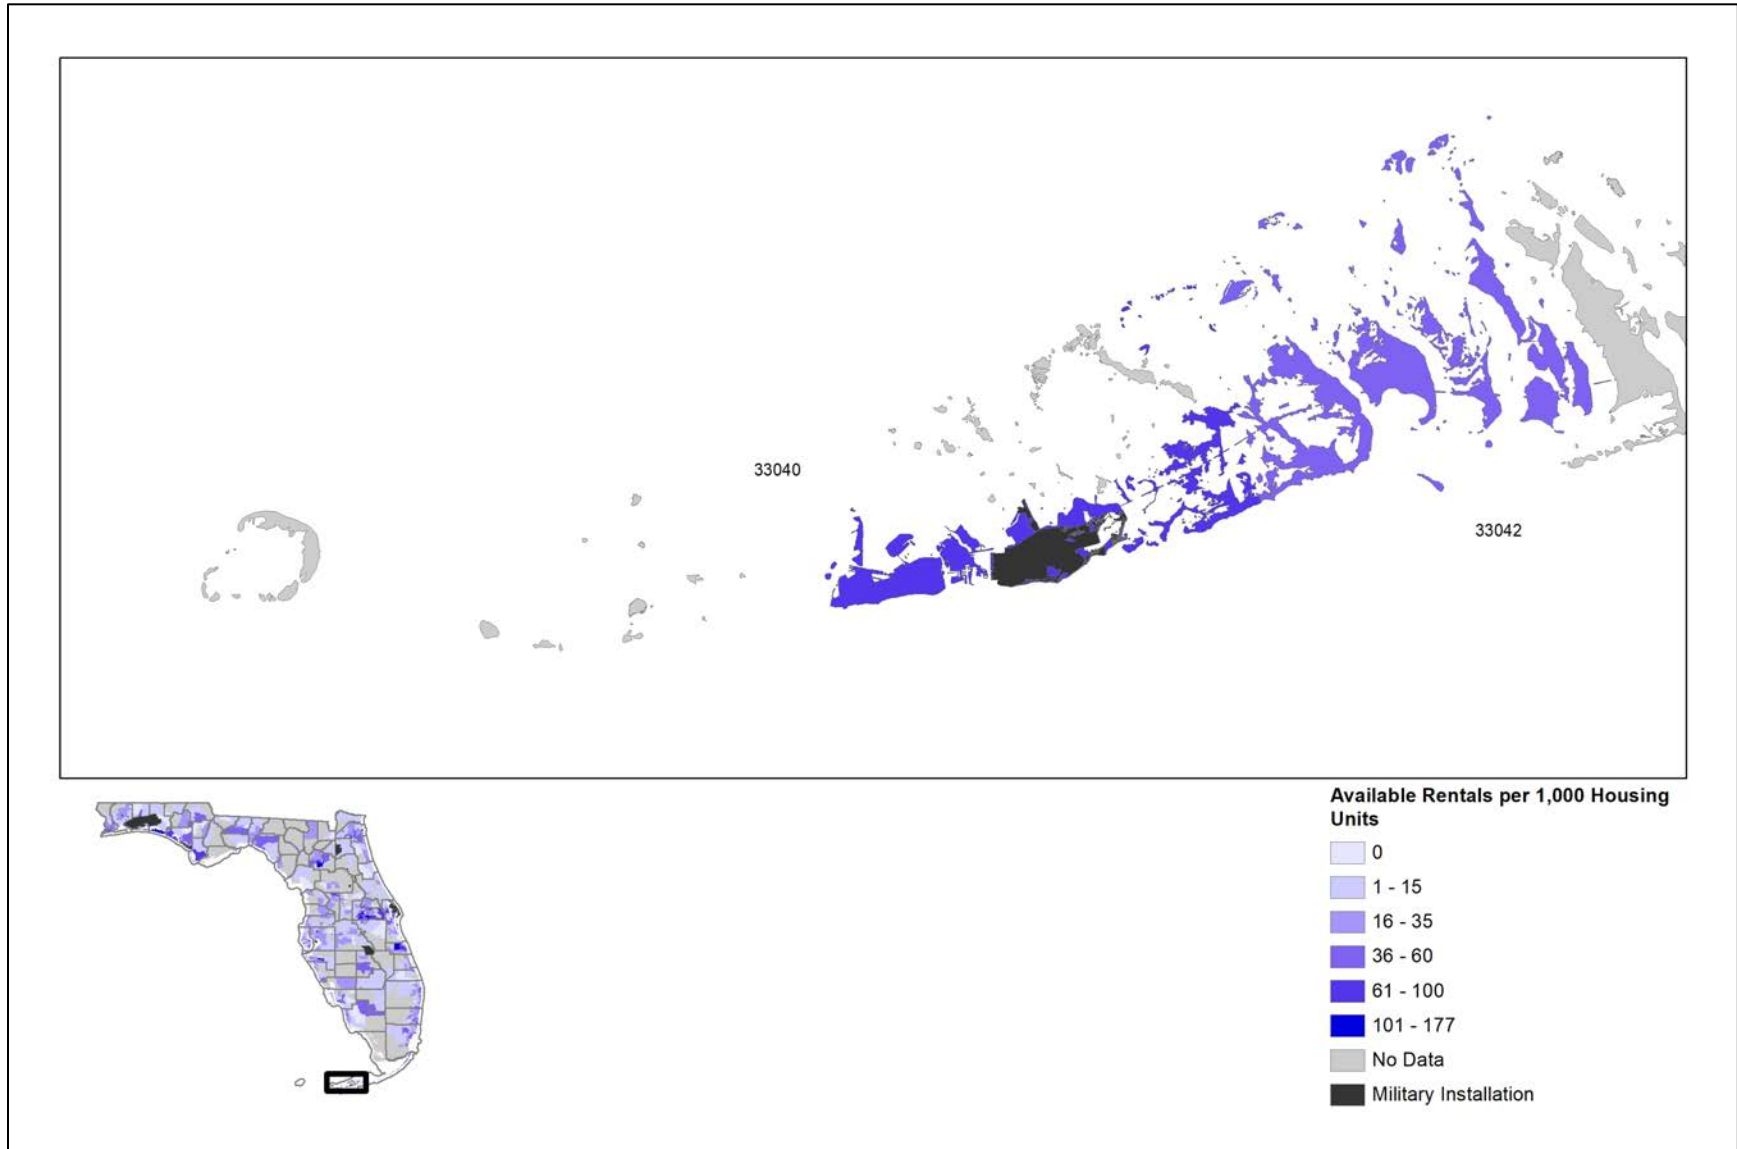 33040
33042
Available Rentals per 1,000 Housing
Units
0
1 - 15
16 - 35
36 - 60
61 - 100
101 - 177
No Data
Military Installation